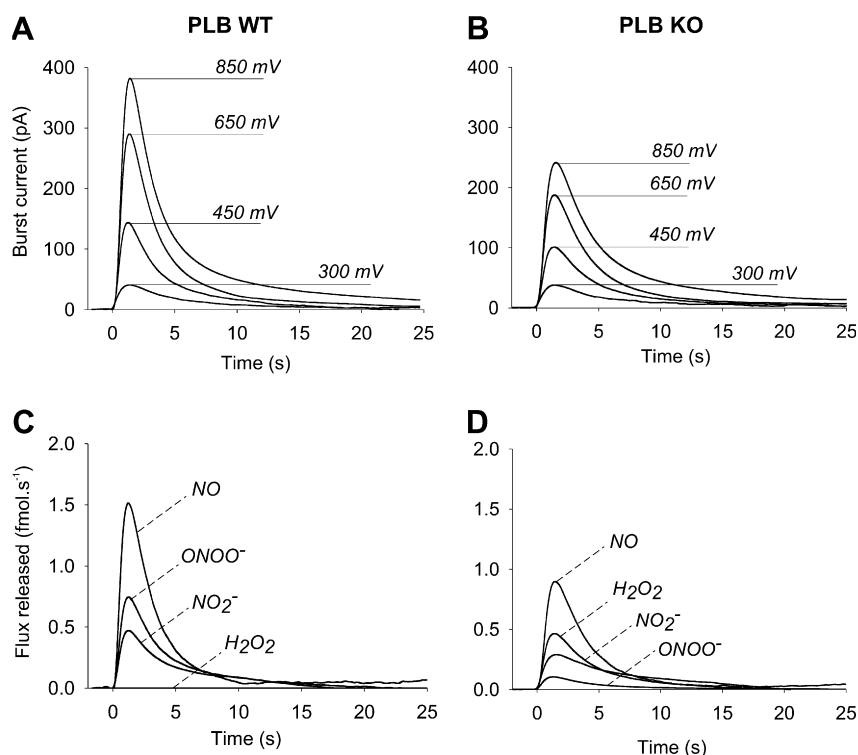 A
PLB WT
400
300
200
100
0
Burst current (pA)
850 mV
650 mV
450 mV
300 mV
0 5 10 15 20 25
Time (s)
B
PLB KO
400
300
200
100
0
850 mV
650 mV
450 mV
300 mV
0 5 10 15 20 25
Time (s)
C
2.0
1.5
1.0
0.5
0.0
Flux released (fmol.s⁻¹)
NO
ONOO⁻
NO₂⁻
H₂O₂
0 5 10 15 20 25
Time (s)
D
2.0
1.5
1.0
0.5
0.0
NO
H₂O₂
NO₂⁻
ONOO⁻
0 5 10 15 20 25
Time (s)